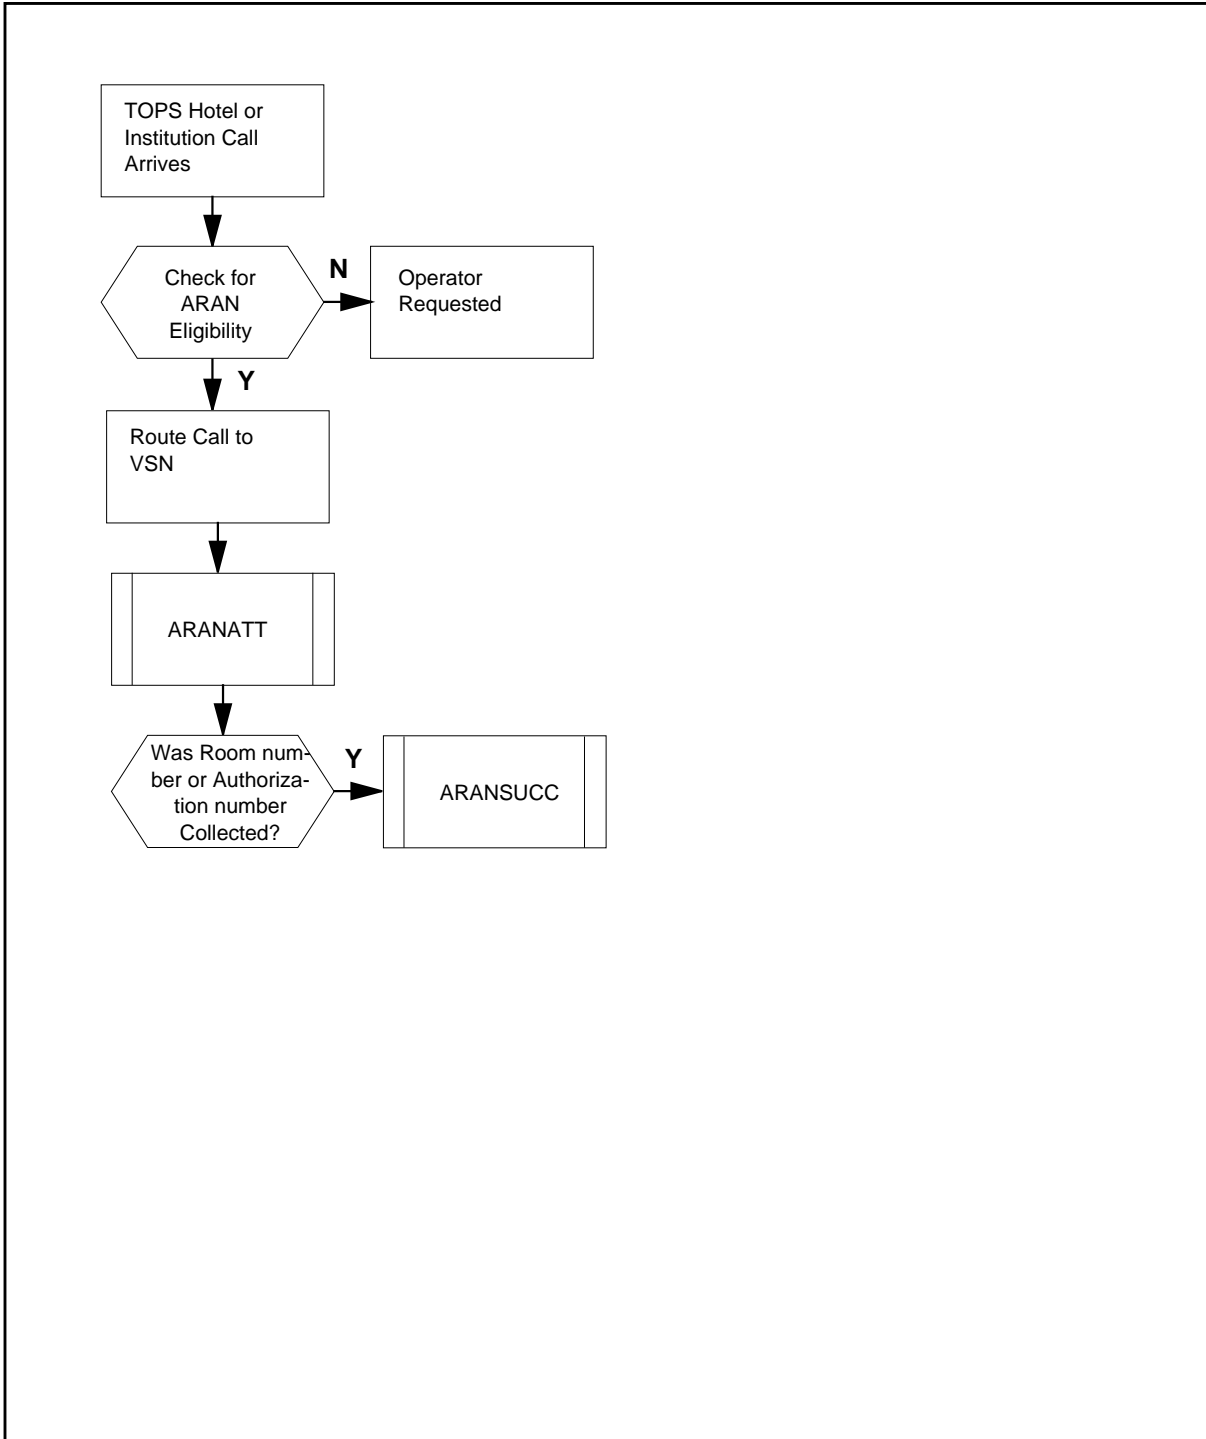 TOPS Hotel or
Institution Call
Arrives
Check for
ARAN
Eligibility
N
Operator
Requested
Y
Route Call to
VSN
ARANATT
Was Room num-
ber or Authoriza-
tion number
Collected?
Y
ARANSUCC